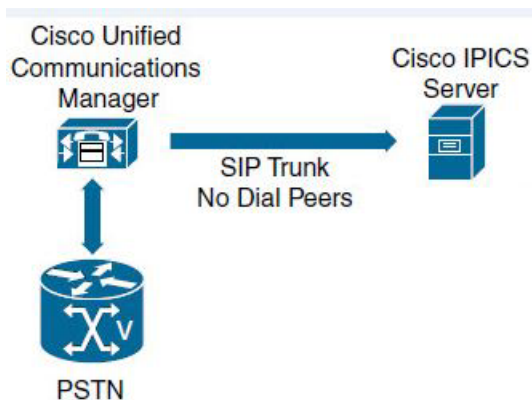 Cisco Unified
Communications
Manager
Cisco IPICS
Server
SIP Trunk
No Dial Peers
V
PSTN